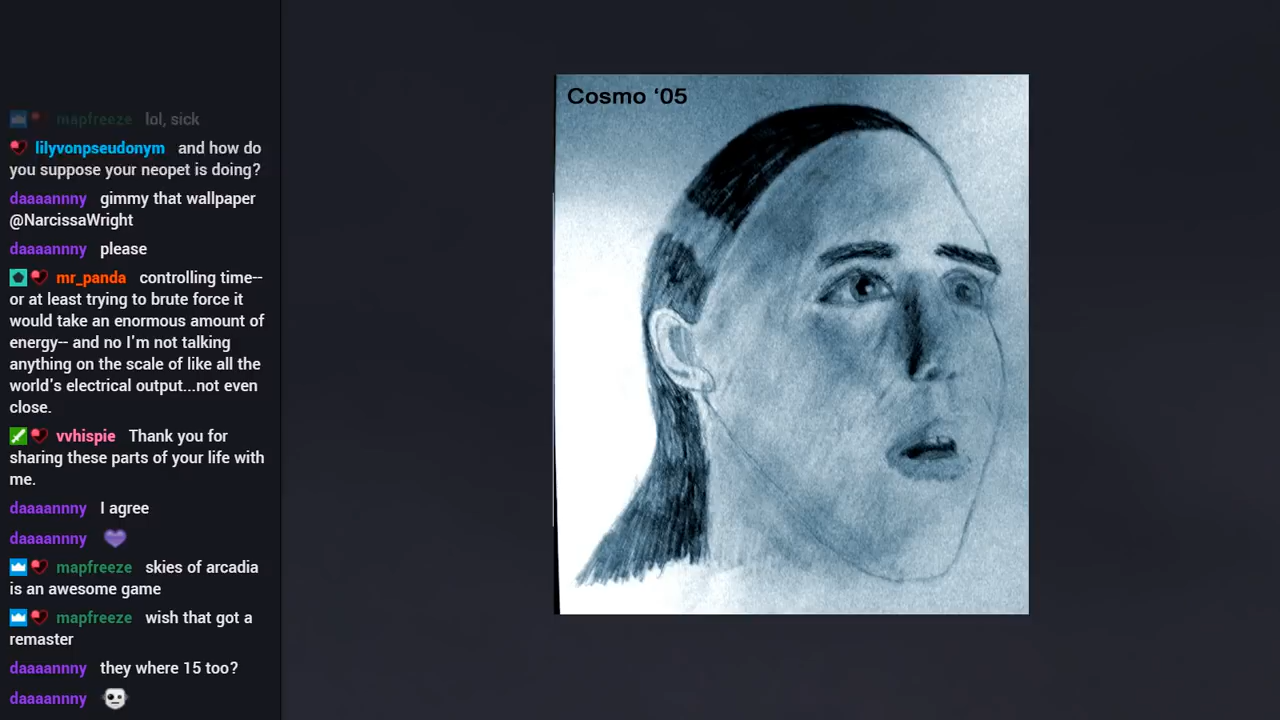 mapfreeze lol, sick
lilyvonpseudonym and how do
you suppose your neopet is doing?
daaaannny gimmy that wallpaper
@NarcissaWright
daaaannny please
mr_panda controlling time--
or at least trying to brute force it
would take an enormous amount of
energy-- and no I'm not talking
anything on the scale of like all the
world's electrical output...not even
close.
vvhispie Thank you for
sharing these parts of your life with
me.
daaaannny I agree
daaaannny
mapfreeze skies of arcadia
is an awesome game
mapfreeze wish that got a
remaster
daaaannny they where 15 too?
daaaannny
Cosmo ‘05